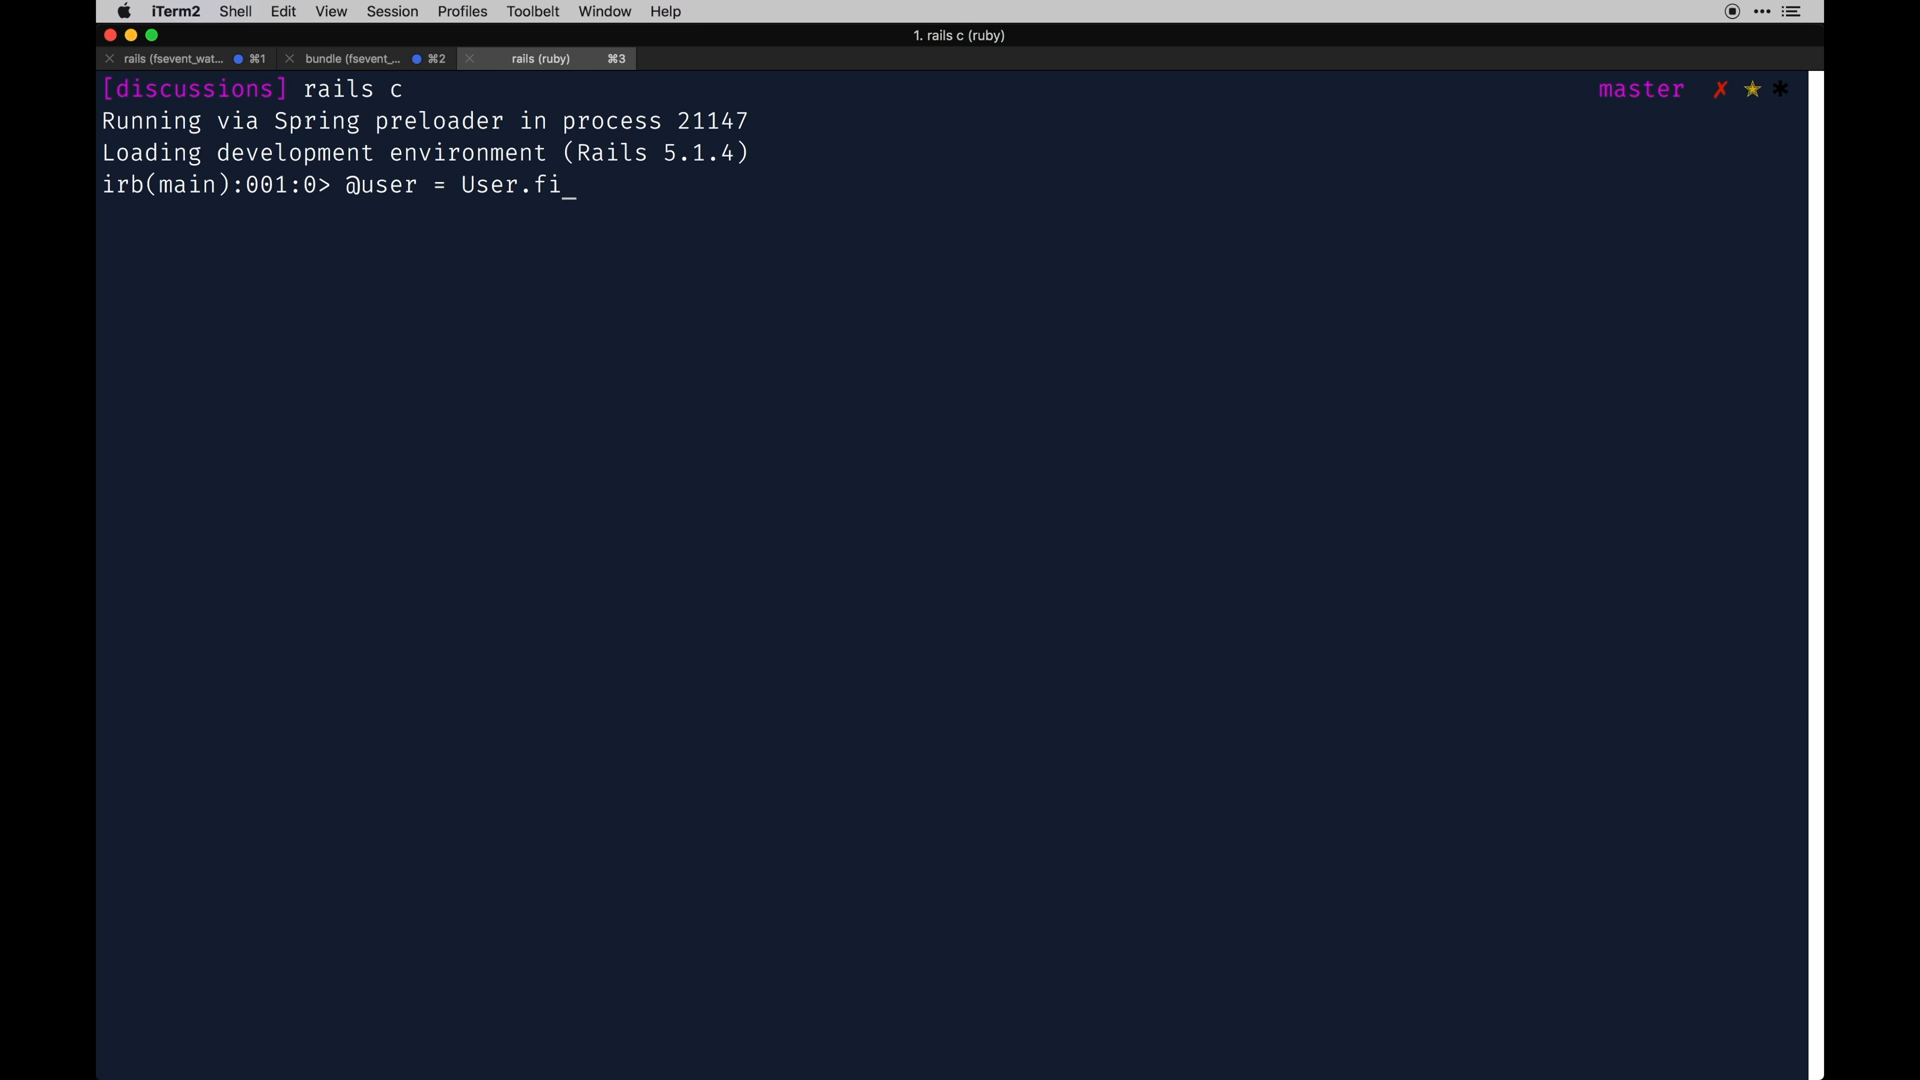 iTerm2 Shell Edit View Session Profiles Toolbelt Window Help
1. rails c (ruby)
rails (fsevent_wat... ⌘1 bundle (fsevent_... ⌘2 rails (ruby) ⌘3
[discussions] rails c master ✗ ★ ✱
Running via Spring preloader in process 21147
Loading development environment (Rails 5.1.4)
irb(main):001:0> @user = User.fi_